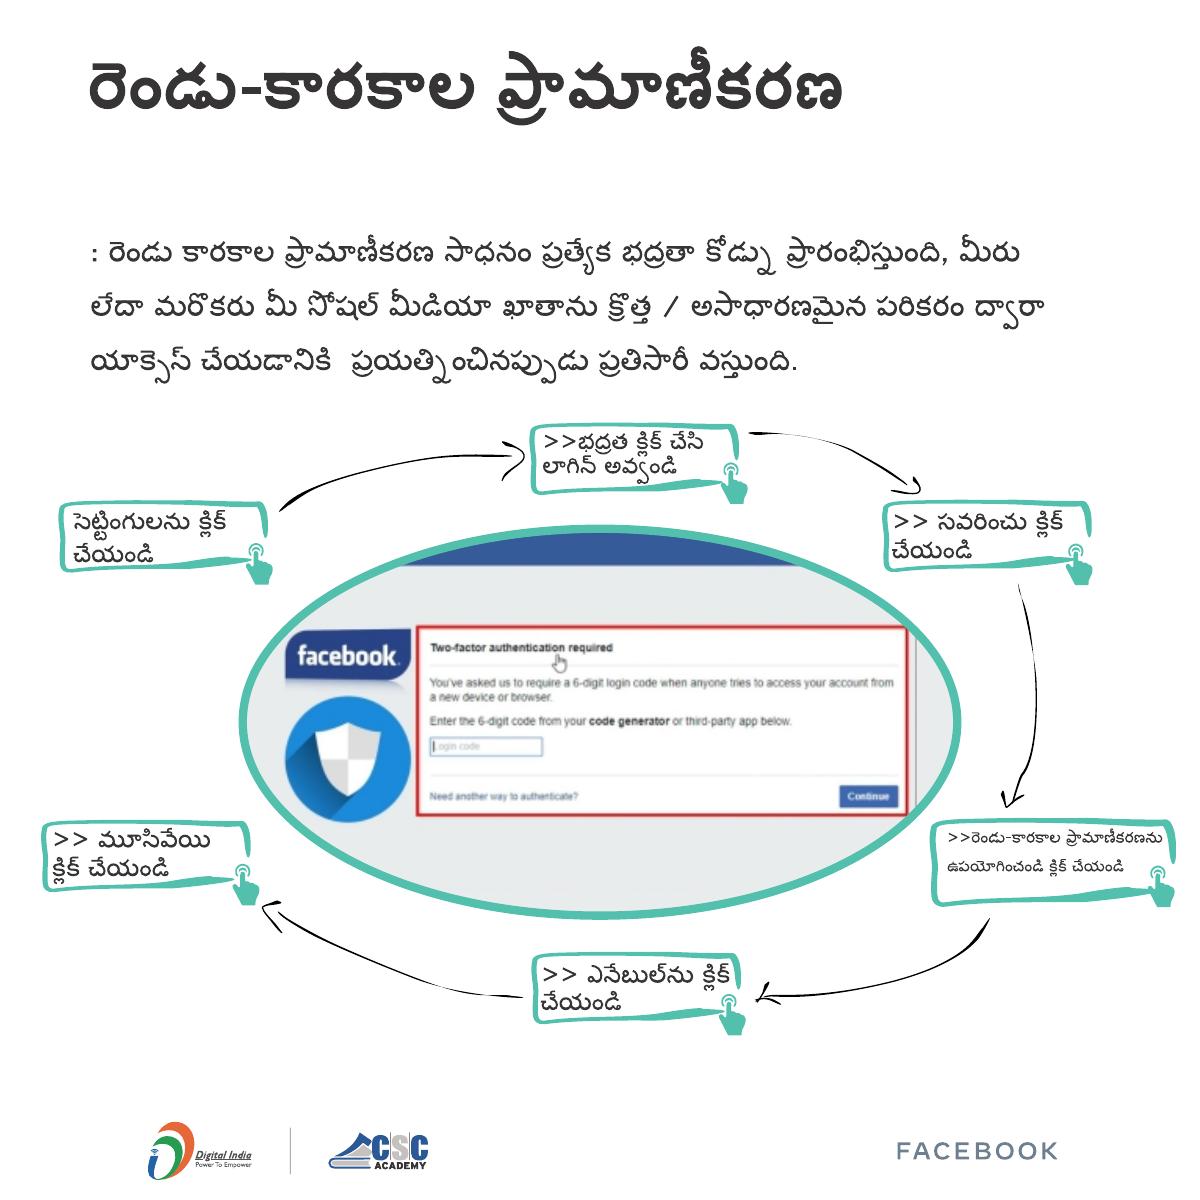 రెండు-కారకాల ప్రామాణీకరణ
: రెండు కారకాల ప్రామాణీకరణ సాధనం ప్రత్యేక భద్రతా కోడ్ను ప్రారంభిస్తుంది, మీరు
లేదా మరొకరు మీ సోషల్ మీడియా ఖాతాను క్రొత్త / అసాధారణమైన పరికరం ద్వారా
యాక్సెస్ చేయడానికి ప్రయత్నించినప్పుడు ప్రతిసారీ వస్తుంది.
సెట్టింగులను క్లిక్
చేయండి
>>భద్రత క్లిక్ చేసి
లాగిన్ అవ్వండి
>> సవరించు క్లిక్
చేయండి
>>రెండు-కారకాల ప్రామాణీకరణను
ఉపయోగించండి క్లిక్ చేయండి
>> ఎనేబుల్‌ను క్లిక్
చేయండి
>> మూసివేయి
క్లిక్ చేయండి
facebook
Two-factor authentication required
You've asked us to require a 6-digit login code when anyone tries to access your account from
a new device or browser.
Enter the 6-digit code from your code generator or third-party app below.
Login code
Need another way to authenticate?
Continue
Digital India
Power To Empower
CSC
ACADEMY
FACEBOOK